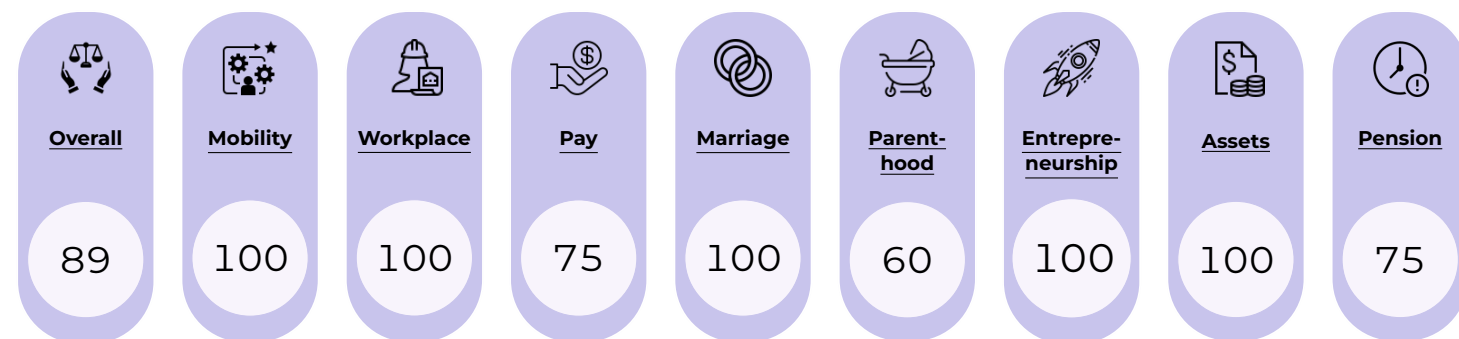 $
$
!
Overall
Mobility
Workplace
Pay
Marriage
Parent-
hood
Entrepre-
neurship
Assets
Pension
89
100
100
75
100
60
100
100
75